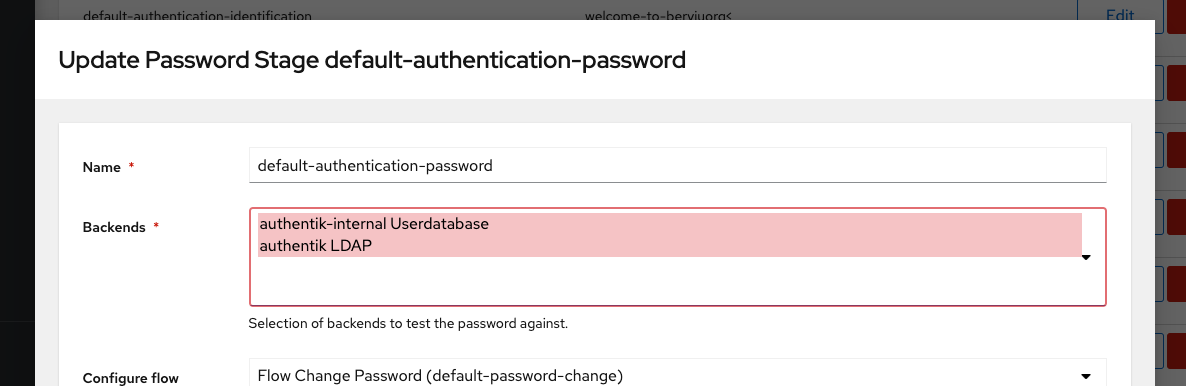 default-authentication-identification welcome-to-beryjuorg< Edit
Update Password Stage default-authentication-password
Name * default-authentication-password
Backends * authentik-internal Userdatabase
authentik LDAP
Selection of backends to test the password against.
Configure flow Flow Change Password (default-password-change)